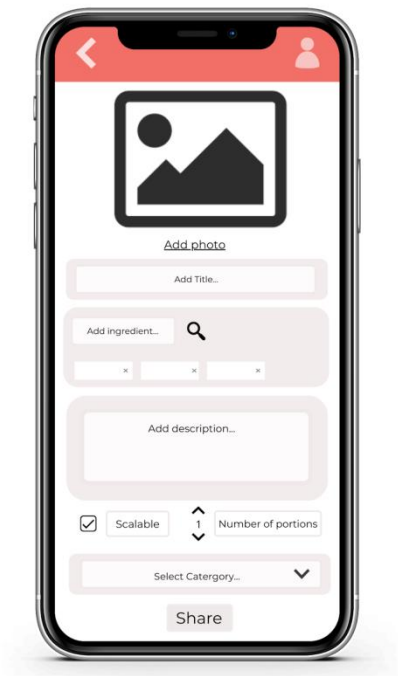 Add photo
Add Title...
Add ingredient...
× × ×
Add description...
Scalable 1 Number of portions
Select Catergory...
Share